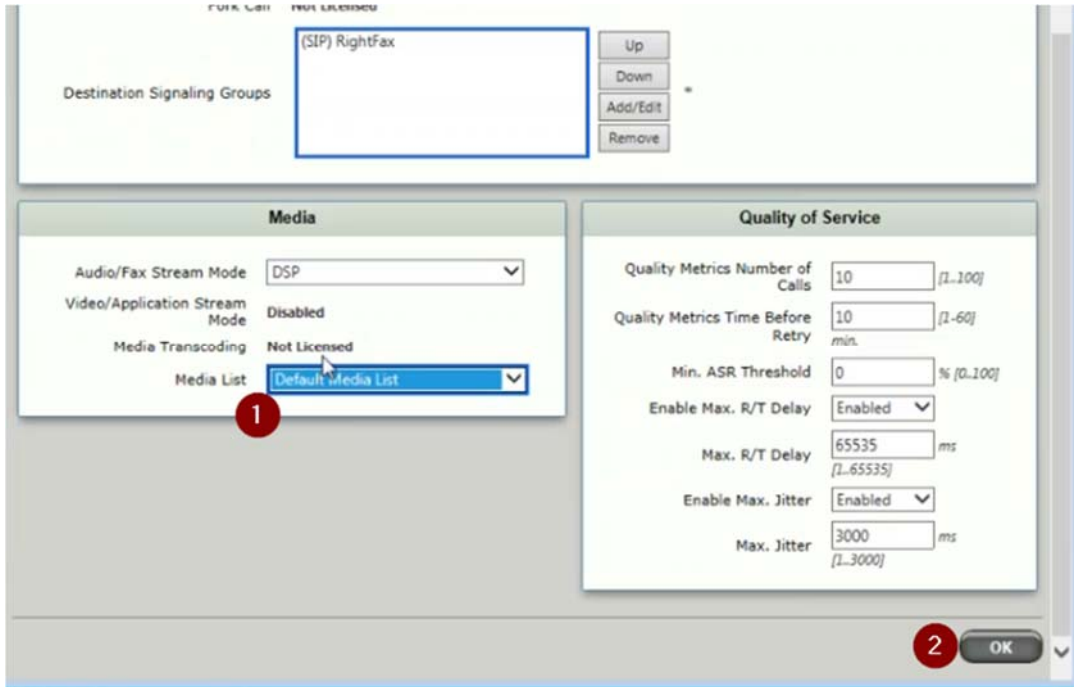 Fork Call Not Licensed
(SIP) RightFax
Destination Signaling Groups
Up
Down
Add/Edit
Remove
*
Media
Audio/Fax Stream Mode DSP
Video/Application Stream
Mode Disabled
Media Transcoding Not Licensed
Media List Default Media List
1
Quality of Service
Quality Metrics Number of
Calls 10 [1..100]
Quality Metrics Time Before
Retry 10 [1-60]
min.
Min. ASR Threshold 0 % [0..100]
Enable Max. R/T Delay Enabled
Max. R/T Delay 65535 ms
[1..65535]
Enable Max. Jitter Enabled
Max. Jitter 3000 ms
[1..3000]
2 OK